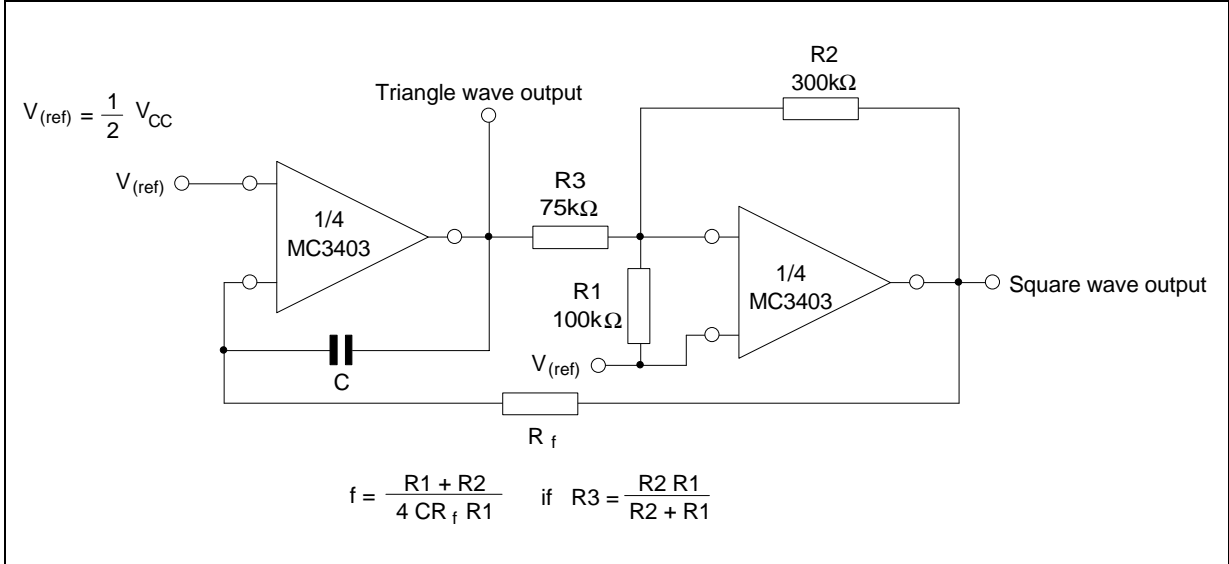 R2
300kΩ
Triangle wave output
V(ref) = 1/2 VCC
V(ref)
1/4
MC3403
R3
75kΩ
R1
100kΩ
1/4
MC3403
Square wave output
V(ref)
C
R f
f = R1 + R2 / 4 CR f R1 if R3 = R2 R1 / R2 + R1